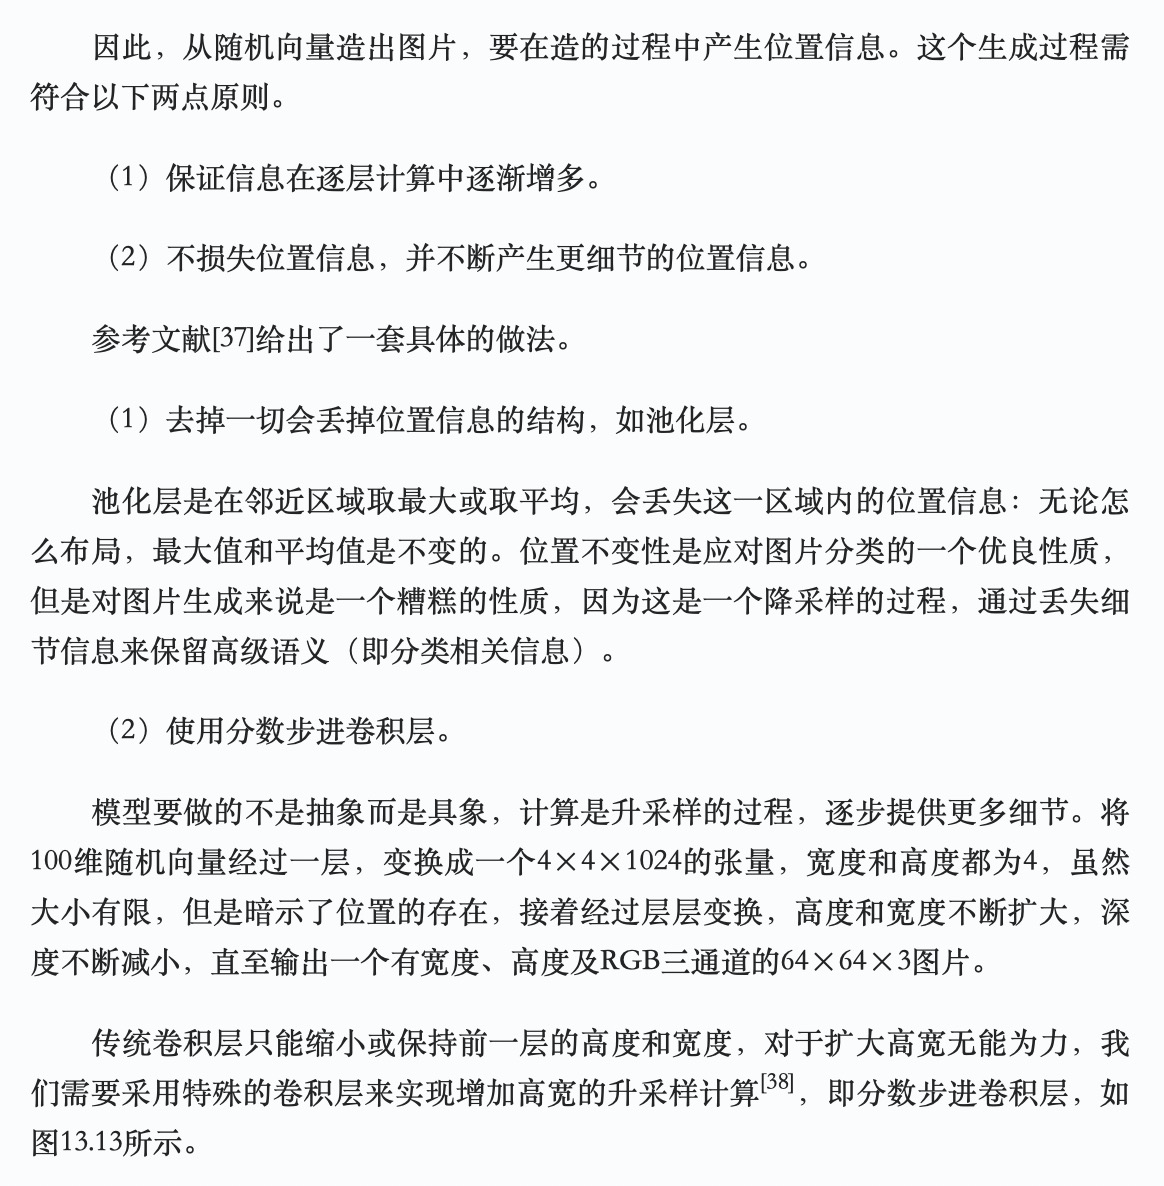 因此，从随机向量造出图片，要在造的过程中产生位置信息。这个生成过程需
符合以下两点原则。
（1）保证信息在逐层计算中逐渐增多。
（2）不损失位置信息，并不断产生更细节的位置信息。
参考文献[37]给出了一套具体的做法。
（1）去掉一切会丢掉位置信息的结构，如池化层。
池化层是在邻近区域取最大或取平均，会丢失这一区域内的位置信息：无论怎
么布局，最大值和平均值是不变的。位置不变性是应对图片分类的一个优良性质，
但是对图片生成来说是一个糟糕的性质，因为这是一个降采样的过程，通过丢失细
节信息来保留高级语义（即分类相关信息）。
（2）使用分数步进卷积层。
模型要做的不是抽象而是具象，计算是升采样的过程，逐步提供更多细节。将
100维随机向量经过一层，变换成一个4×4×1024的张量，宽度和高度都为4，虽然
大小有限，但是暗示了位置的存在，接着经过层层变换，高度和宽度不断扩大，深
度不断减小，直至输出一个有宽度、高度及RGB三通道的64×64×3图片。
传统卷积层只能缩小或保持前一层的高度和宽度，对于扩大高宽无能为力，我
们需要采用特殊的卷积层来实现增加高宽的升采样计算[38]，即分数步进卷积层，如
图13.13所示。